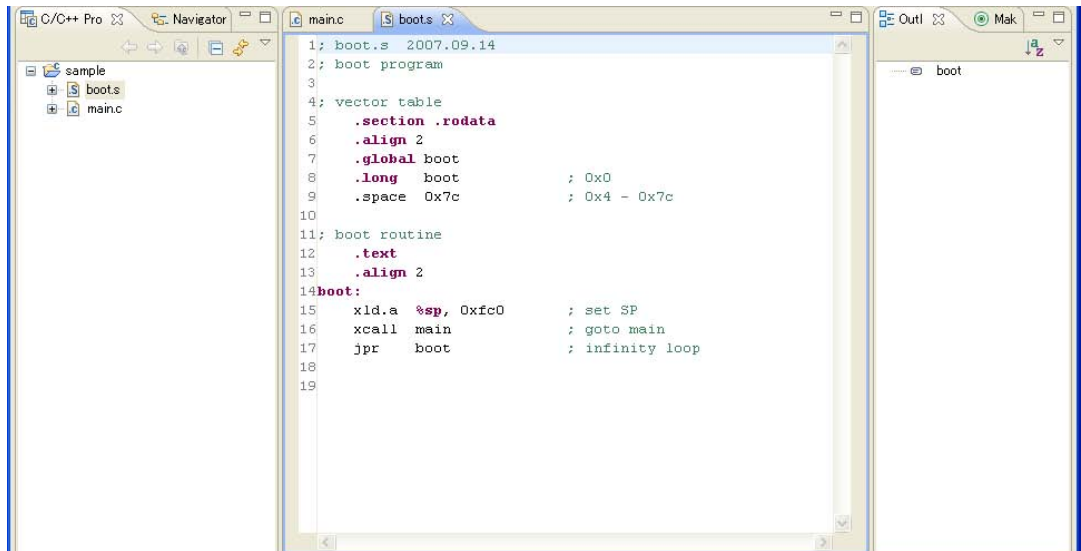 C/C++ Pro Navigator
sample
boot.s
main.c
main.c boot.s
1; boot.s 2007.09.14
2; boot program
3
4; vector table
5 .section .rodata
6 .align 2
7 .global boot
8 .long boot ; 0x0
9 .space 0x7c ; 0x4 - 0x7c
10
11; boot routine
12 .text
13 .align 2
14boot:
15 xld.a %sp, 0xfc0 ; set SP
16 xcall main ; goto main
17 jpr boot ; infinity loop
18
19
Outl Mak
boot